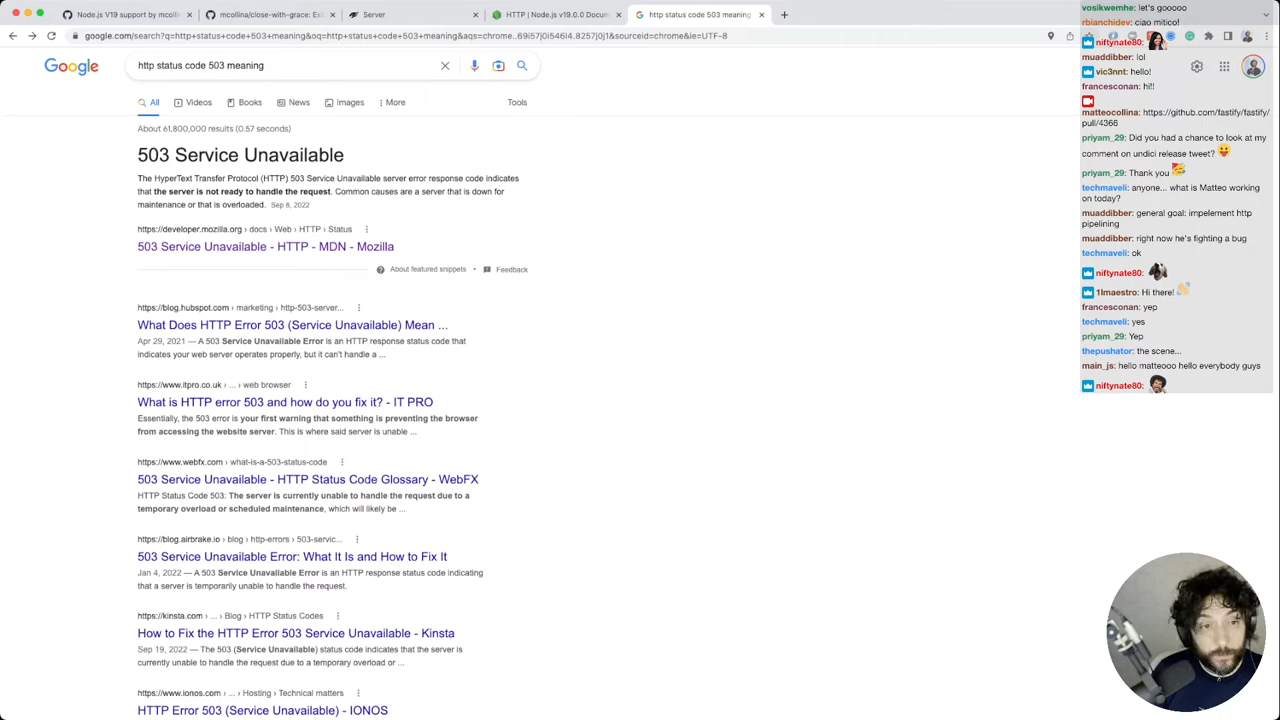 Node.js V19 support by mcollin
mcollina/close-with-grace: Exit
Server
HTTP | Node.js v19.0.0 Docum
http status code 503 meaning
google.com/search?q=http+status+code+503+meaning&oq=http+status+code+503+meaning&aqs=chrome..69i57j0i546l4.8257j0j1&sourceid=chrome&ie=UTF-8
Google
http status code 503 meaning
All
Videos
Books
News
Images
More
Tools
About 61,800,000 results (0.57 seconds)
503 Service Unavailable
The HyperText Transfer Protocol (HTTP) 503 Service Unavailable server error response code indicates
that the server is not ready to handle the request. Common causes are a server that is down for
maintenance or that is overloaded. Sep 8, 2022
https://developer.mozilla.org › docs › Web › HTTP › Status
503 Service Unavailable - HTTP - MDN - Mozilla
About featured snippets • Feedback
https://blog.hubspot.com › marketing › http-503-server...
What Does HTTP Error 503 (Service Unavailable) Mean ...
Apr 29, 2021 — A 503 Service Unavailable Error is an HTTP response status code that
indicates your web server operates properly, but it can't handle a ...
https://www.itpro.co.uk › ... › web browser
What is HTTP error 503 and how do you fix it? - IT PRO
Essentially, the 503 error is your first warning that something is preventing the browser
from accessing the website server. This is where said server is unable ...
https://www.webfx.com › what-is-a-503-status-code
503 Service Unavailable - HTTP Status Code Glossary - WebFX
HTTP Status Code 503: The server is currently unable to handle the request due to a
temporary overload or scheduled maintenance, which will likely be ...
https://blog.airbrake.io › blog › http-errors › 503-servic...
503 Service Unavailable Error: What It Is and How to Fix It
Jan 4, 2022 — A 503 Service Unavailable Error is an HTTP response status code indicating
that a server is temporarily unable to handle the request.
https://kinsta.com › ... › Blog › HTTP Status Codes
How to Fix the HTTP Error 503 Service Unavailable - Kinsta
Sep 19, 2022 — The 503 (Service Unavailable) status code indicates that the server is
currently unable to handle the request due to a temporary overload or ...
https://www.ionos.com › ... › Hosting › Technical matters
HTTP Error 503 (Service Unavailable) - IONOS
vosikwemhe: let's gooooo
rbianchidev: ciao mitico!
niftynate80:
muaddibber: lol
vic3nnt: hello!
francesconan: hi!!
matteocollina: https://github.com/fastify/fastify/
pull/4366
priyam_29: Did you had a chance to look at my
comment on undici release tweet?
priyam_29: Thank you
techmaveli: anyone... what is Matteo working
on today?
muaddibber: general goal: impelement http
pipelining
muaddibber: right now he's fighting a bug
techmaveli: ok
niftynate80:
1lmaestro: Hi there!
francesconan: yep
techmaveli: yes
priyam_29: Yep
thepushator: the scene...
main_js: hello matteooo hello everybody guys
niftynate80: